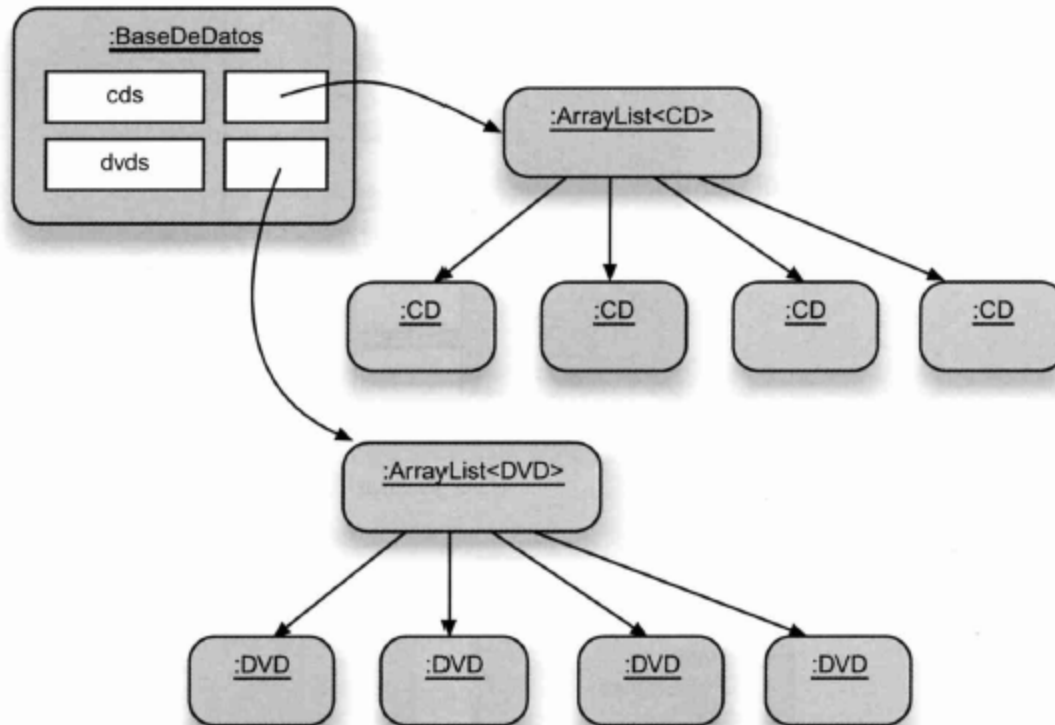 :BaseDeDatos
cds
dvds
:ArrayList<CD>
:CD
:CD
:CD
:CD
:ArrayList<DVD>
:DVD
:DVD
:DVD
:DVD